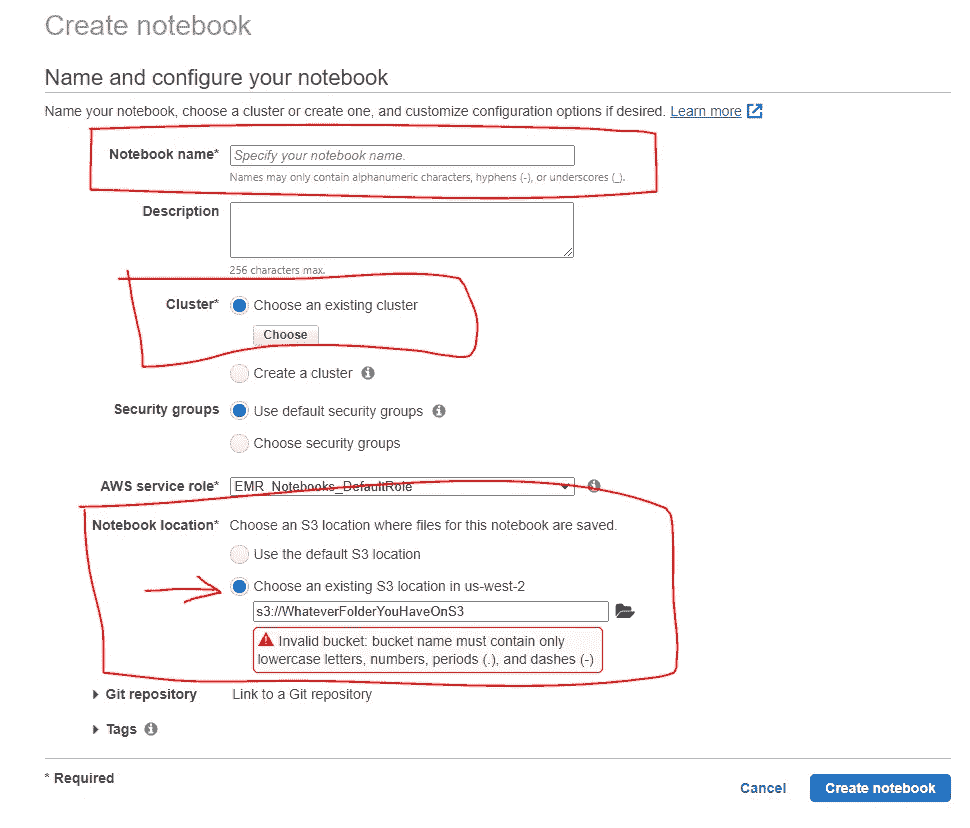 Create notebook
Name and configure your notebook
Name your notebook, choose a cluster or create one, and customize configuration options if desired. Learn more
Notebook name* Specify your notebook name.
Names may only contain alphanumeric characters, hyphens (-), or underscores (_).
Description
256 characters max.
Cluster* Choose an existing cluster
Choose
Create a cluster
Security groups Use default security groups
Choose security groups
AWS service role* EMR_Notebooks_DefaultRole
Notebook location* Choose an S3 location where files for this notebook are saved.
Use the default S3 location
Choose an existing S3 location in us-west-2
s3://WhateverFolderYouHaveOnS3
Invalid bucket: bucket name must contain only
lowercase letters, numbers, periods (.), and dashes (-)
Git repository Link to a Git repository
Tags
* Required
Cancel Create notebook